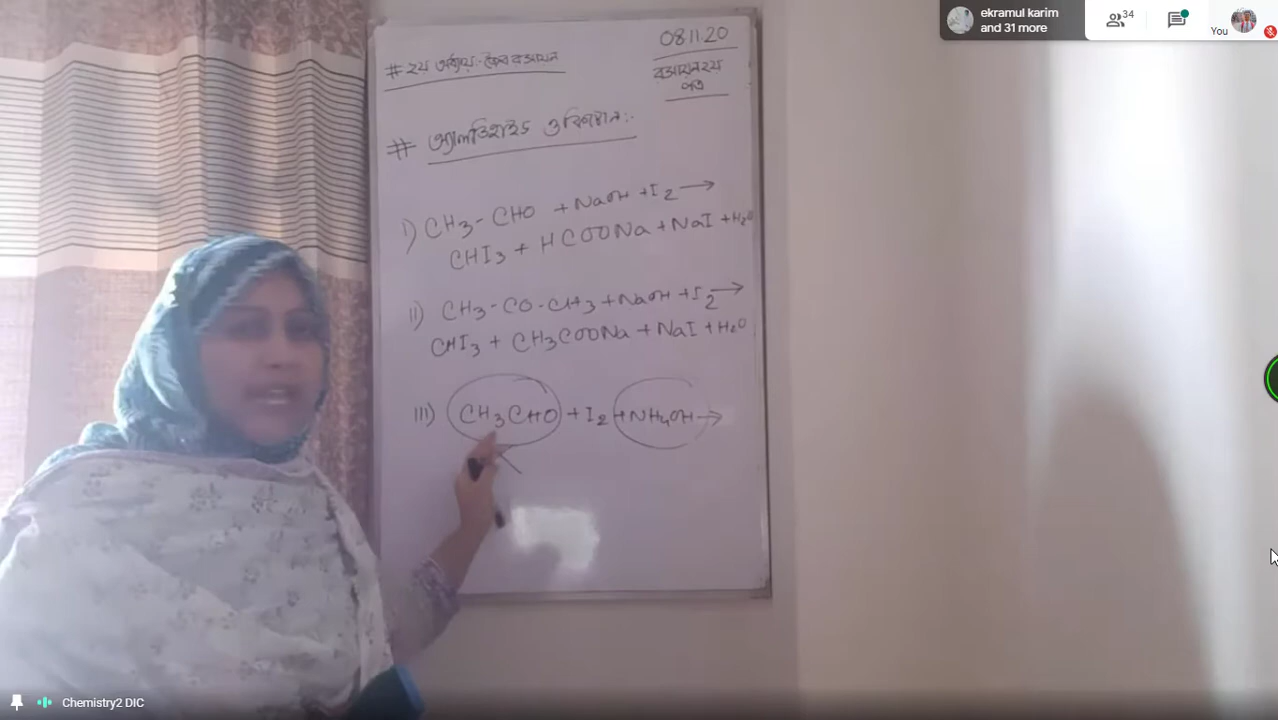 ekramul karim
and 31 more
34
You
08.11.20
# ২য় অধ্যায়:- জৈব রসায়ন
রসায়ন ২য়
পত্র
# অ্যালডিহাইড ও কিটোন:-
i) CH3-CHO + NaOH + I2 →
CHI3 + HCOONa + NaI + H2O
ii) CH3-CO-CH3 + NaOH + I2 →
CHI3 + CH3COONa + NaI + H2O
iii) CH3CHO + I2 + NH4OH →
Chemistry2 DIC